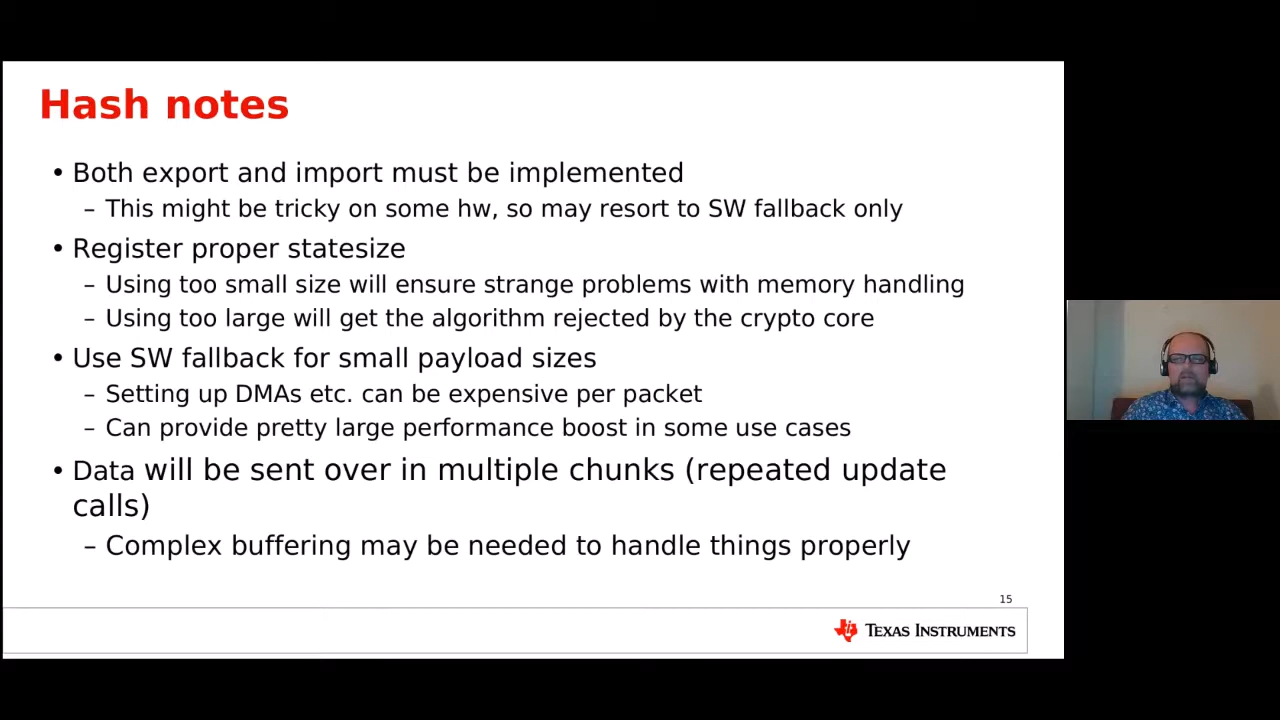 Hash notes
• Both export and import must be implemented
– This might be tricky on some hw, so may resort to SW fallback only
• Register proper statesize
– Using too small size will ensure strange problems with memory handling
– Using too large will get the algorithm rejected by the crypto core
• Use SW fallback for small payload sizes
– Setting up DMAs etc. can be expensive per packet
– Can provide pretty large performance boost in some use cases
• Data will be sent over in multiple chunks (repeated update
calls)
– Complex buffering may be needed to handle things properly
15
TEXAS INSTRUMENTS